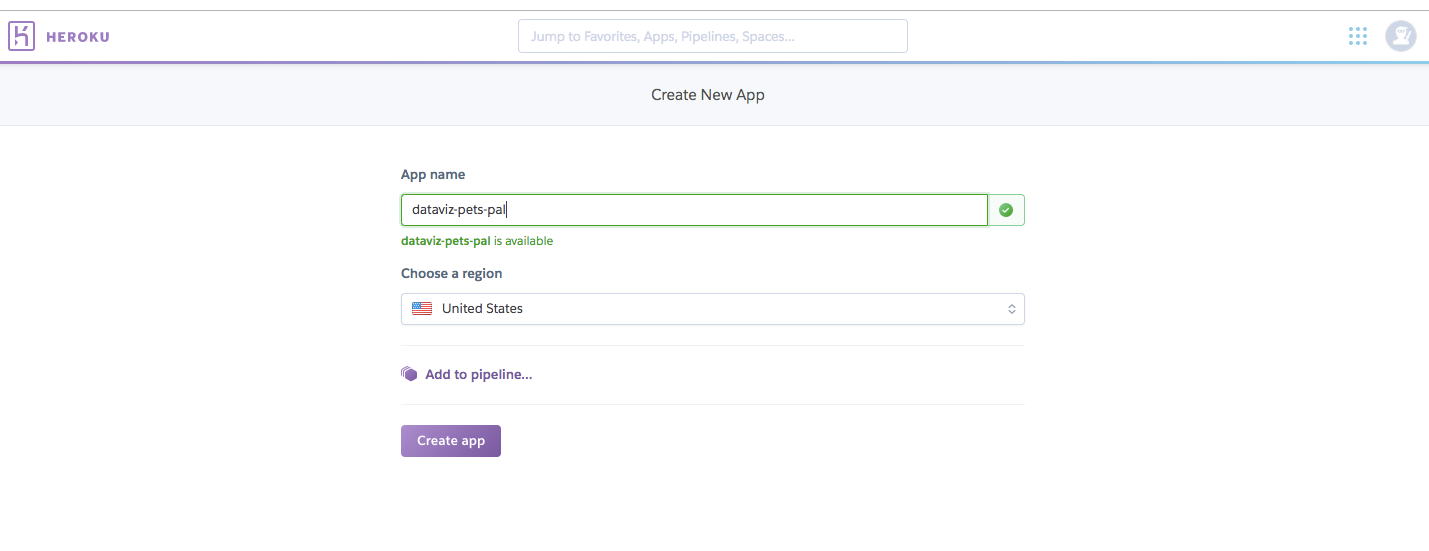 HEROKU
Jump to Favorites, Apps, Pipelines, Spaces...
Create New App
App name
dataviz-pets-pal
dataviz-pets-pal is available
Choose a region
United States
Add to pipeline...
Create app